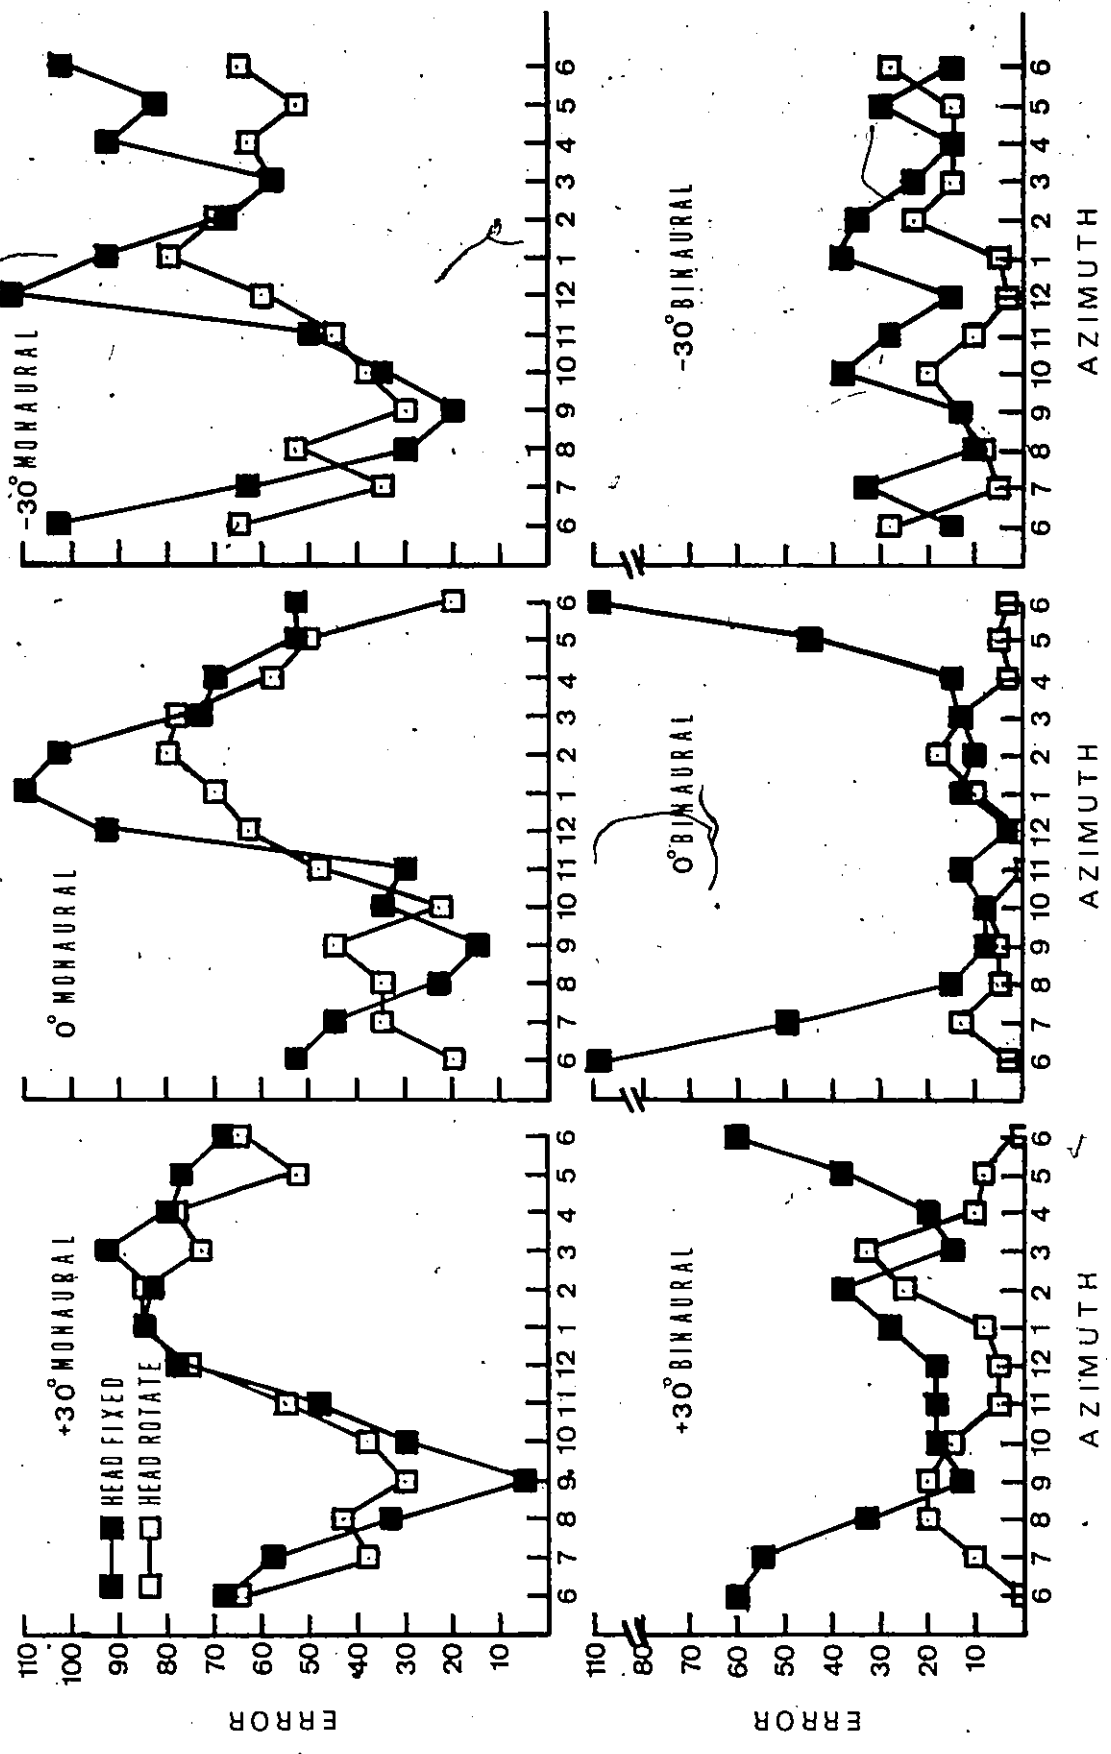 +30° MONAURAL
0° MONAURAL
-30° MONAURAL
HEAD FIXED
HEAD ROTATE
ERROR
110
100
90
80
60
40
30
20
10
6 7 8 9 10 11 12 1 2 3 4 5 6
6 7 8 9 10 11 12 1 2 3 4 5 6
6 7 8 9 10 11 12 1 2 3 4 5 6
+30° BINAURAL
0° BINAURAL
-30° BINAURAL
ERROR
110
80
60
40
30
20
10
6 7 8 9 10 11 12 1 2 3 4 5 6
6 7 8 9 10 11 12 1 2 3 4 5 6
6 7 8 9 10 11 12 1 2 3 4 5 6
AZIMUTH
AZIMUTH
AZIMUTH